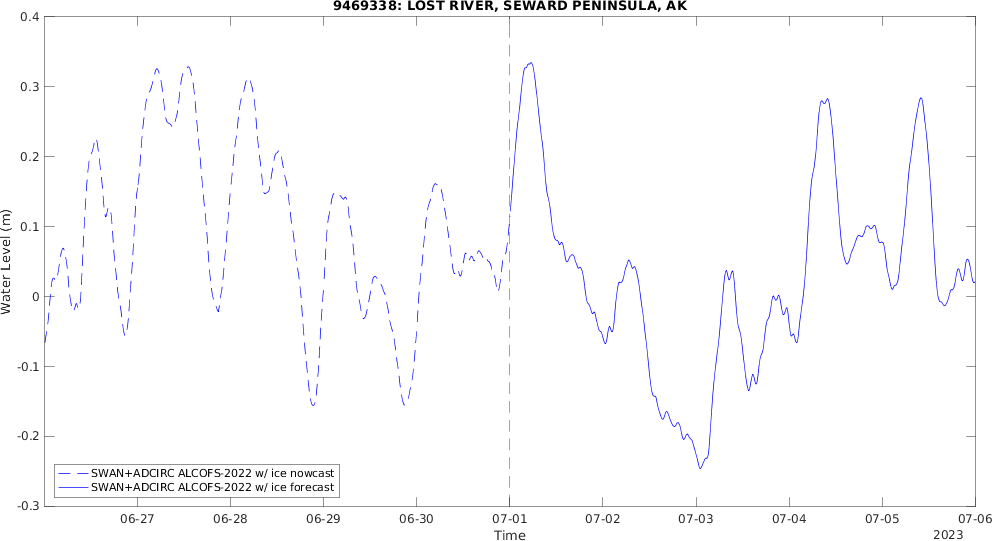 9469338: LOST RIVER, SEWARD PENINSULA, AK
0.4
0.3
0.2
0.1
0
-0.1
-0.2
-0.3
Water Level (m)
SWAN+ADCIRC ALCOFS-2022 w/ ice nowcast
SWAN+ADCIRC ALCOFS-2022 w/ ice forecast
06-27 06-28 06-29 06-30 07-01 07-02 07-03 07-04 07-05 07-06
Time
2023